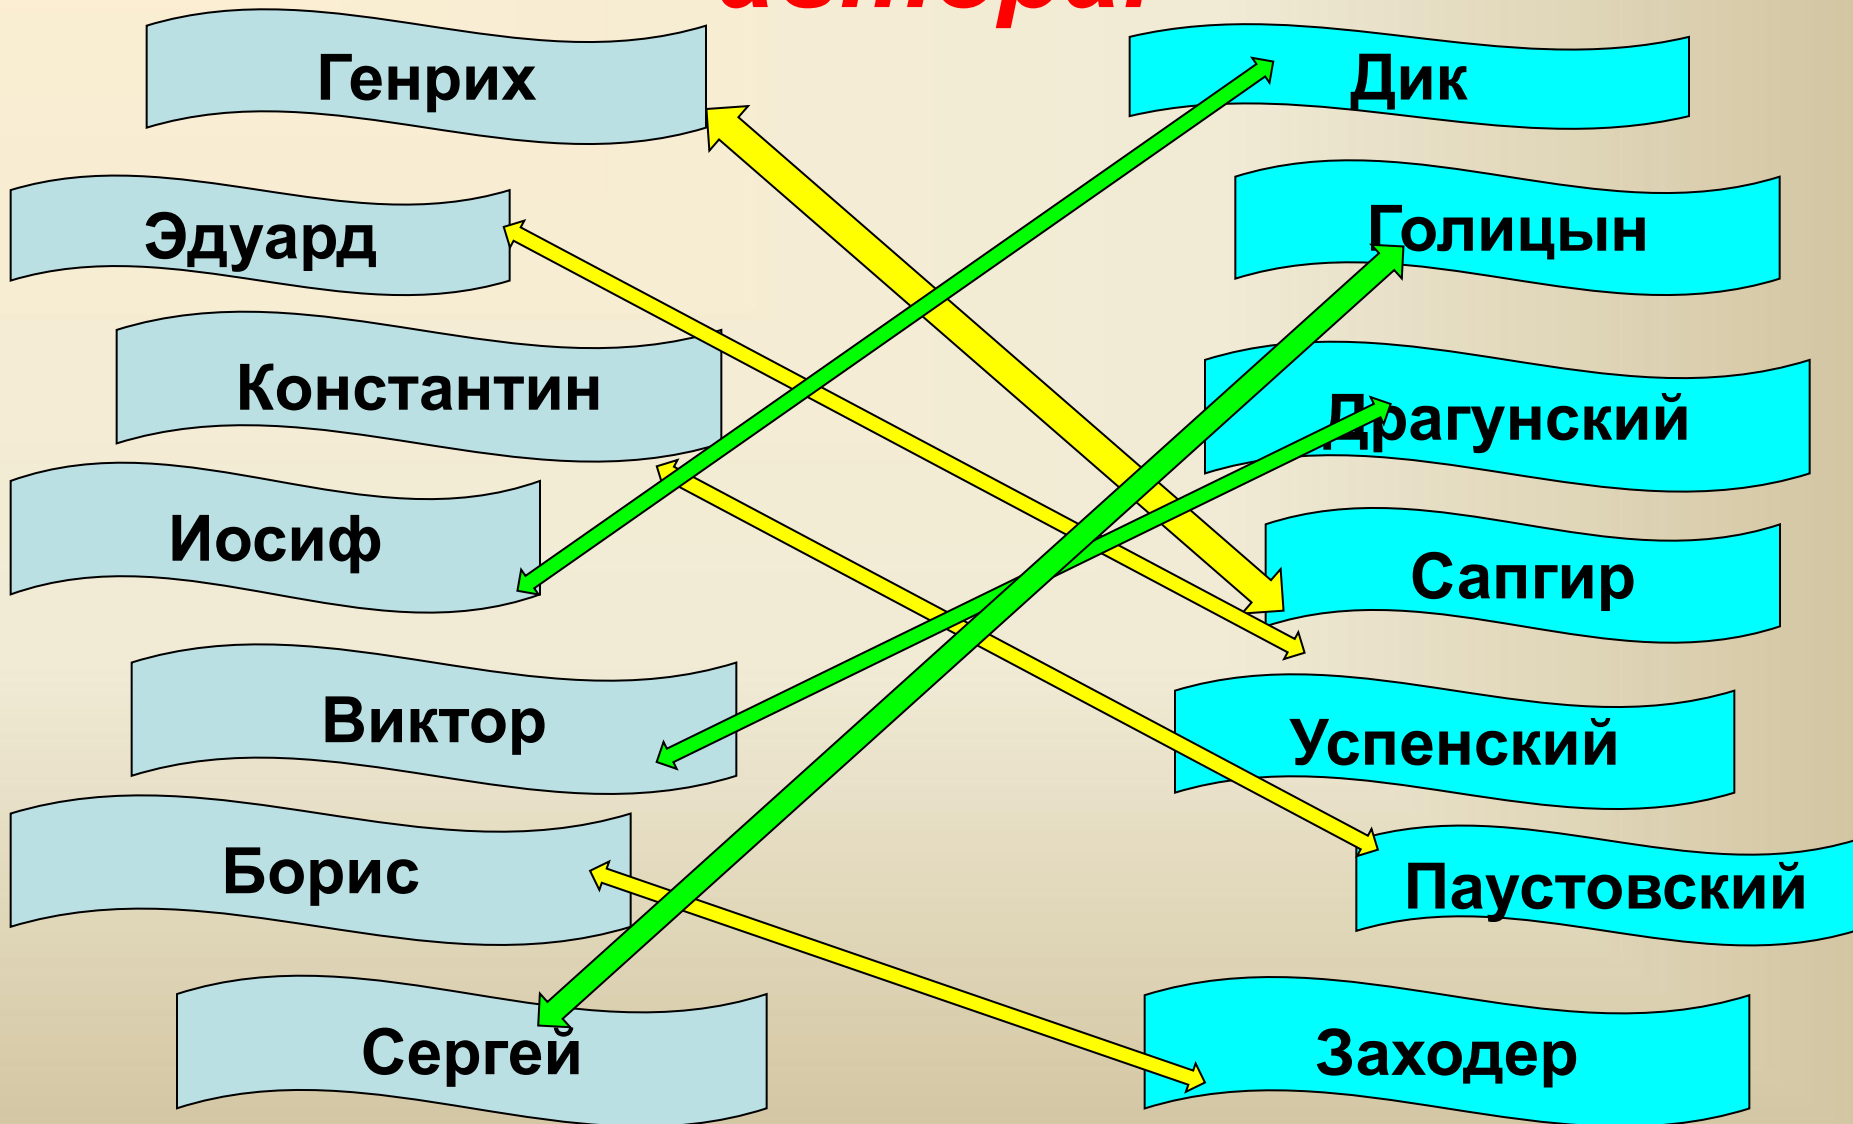 Генрих
Эдуард
Константин
Иосиф
Виктор
Борис
Сергей
Дик
Голицын
Драгунский
Сапгир
Успенский
Паустовский
Заходер